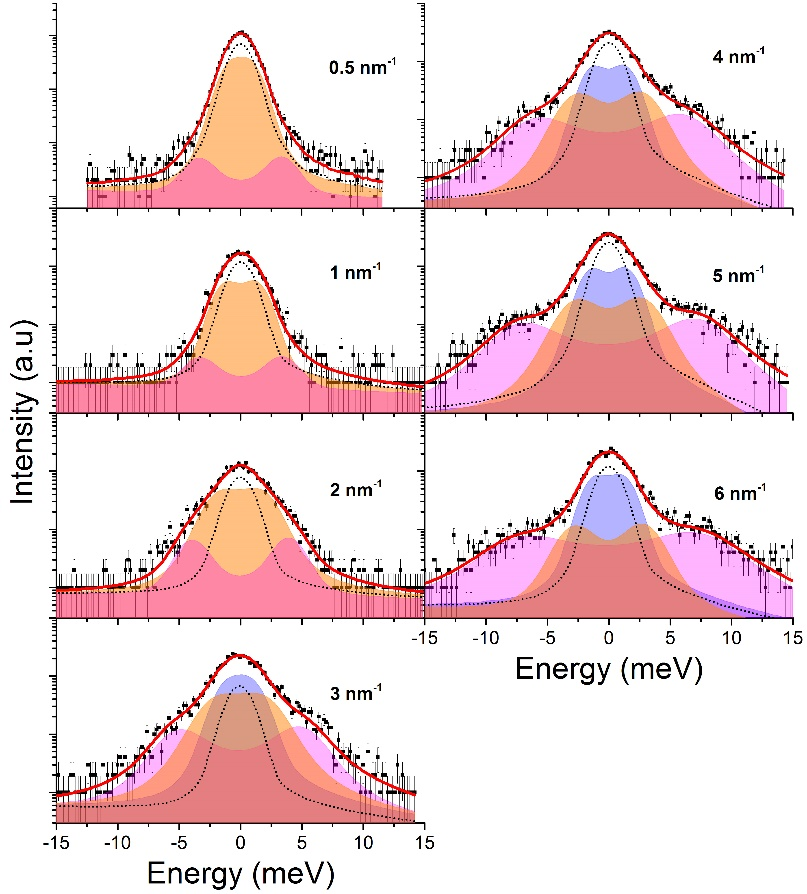 0.5 nm⁻¹
4 nm⁻¹
1 nm⁻¹
5 nm⁻¹
Intensity (a.u)
2 nm⁻¹
6 nm⁻¹
-15 -10 -5 0 5 10 15
Energy (meV)
3 nm⁻¹
-15 -10 -5 0 5 10 15
Energy (meV)